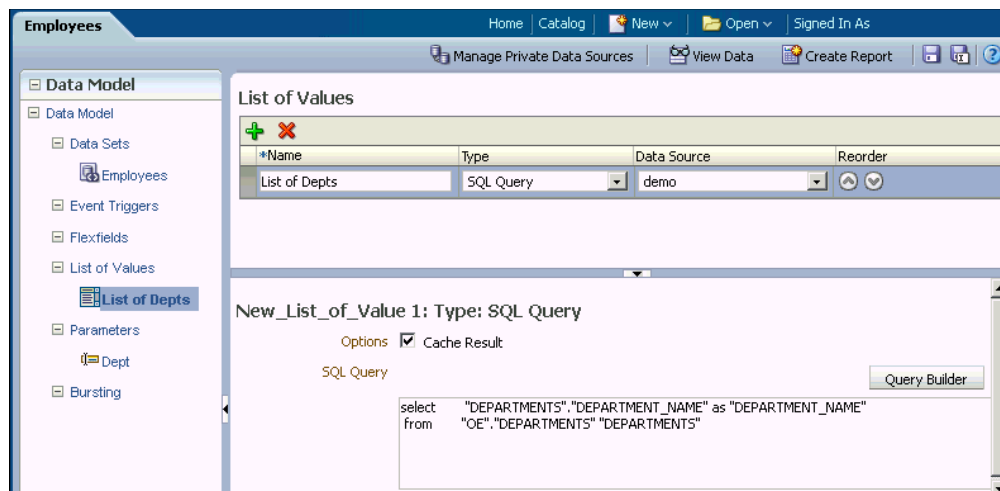 Employees
Home Catalog New Open Signed In As
Manage Private Data Sources View Data Create Report
Data Model
Data Model
Data Sets
Employees
Event Triggers
Flexfields
List of Values
List of Depts
Parameters
Dept
Bursting
List of Values
*Name Type Data Source Reorder
List of Depts SQL Query demo
New_List_of_Value 1: Type: SQL Query
Options Cache Result
SQL Query
Query Builder
select "DEPARTMENTS"."DEPARTMENT_NAME" as "DEPARTMENT_NAME"
from "OE"."DEPARTMENTS" "DEPARTMENTS"